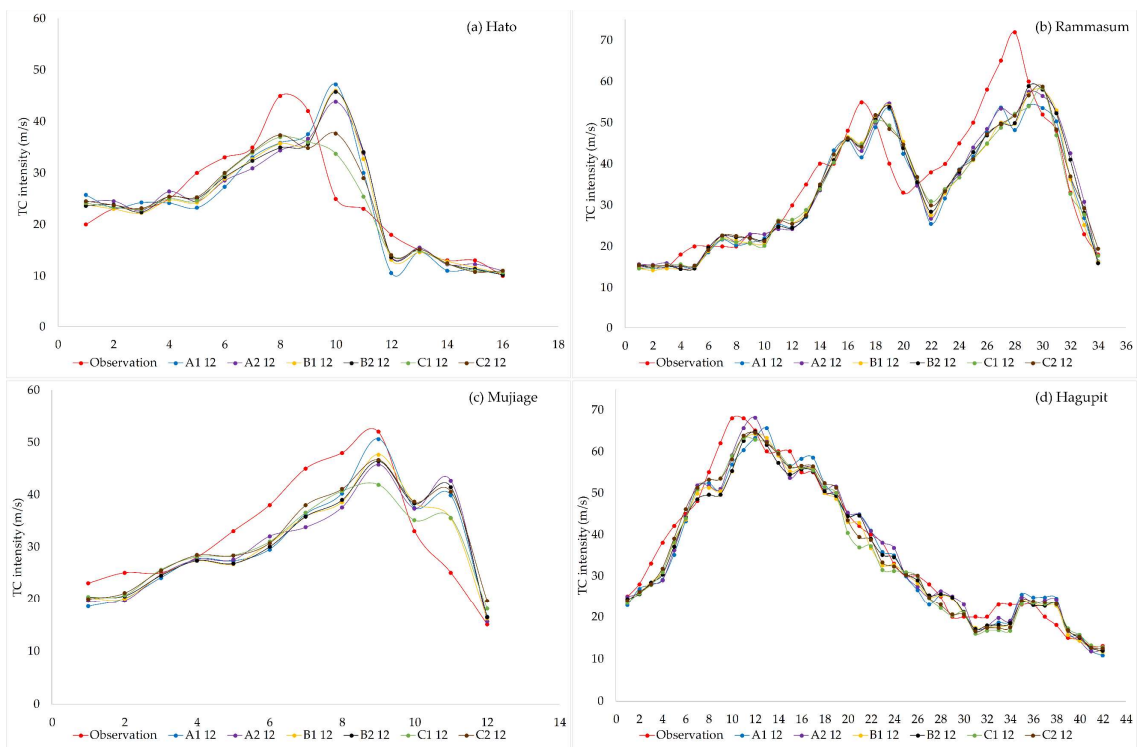 (a) Hato
TC intensity (m/s)
60
50
40
30
20
10
0
0 2 4 6 8 10 12 14 16 18
Observation A1 12 A2 12 B1 12 B2 12 C1 12 C2 12
(b) Rammasum
TC intensity (m/s)
70
60
50
40
30
20
10
0
0 2 4 6 8 10 12 14 16 18 20 22 24 26 28 30 32 34 36
Observation A1 12 A2 12 B1 12 B2 12 C1 12 C2 12
(c) Mujiage
TC intensity (m/s)
60
50
40
30
20
10
0
0 2 4 6 8 10 12 14
Observation A1 12 A2 12 B1 12 B2 12 C1 12 C2 12
(d) Hagupit
TC intensity (m/s)
70
60
50
40
30
20
10
0
0 2 4 6 8 10 12 14 16 18 20 22 24 26 28 30 32 34 36 38 40 42 44
Observation A1 12 A2 12 B1 12 B2 12 C1 12 C2 12